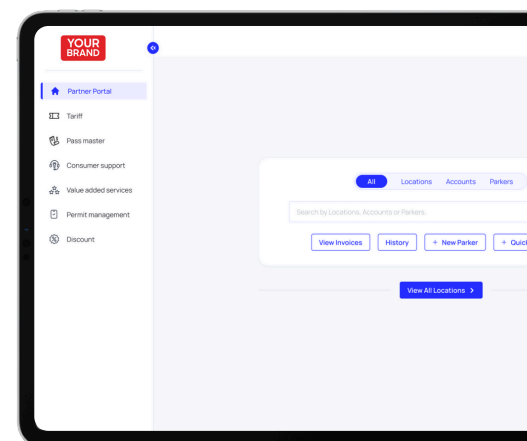 YOUR
BRAND
Partner Portal
Tariff
Pass master
Consumer support
Value added services
Permit management
Discount
All Locations Accounts Parkers
Search by Locations, Accounts or Parkers
View Invoices History + New Parker + Quick
View All Locations